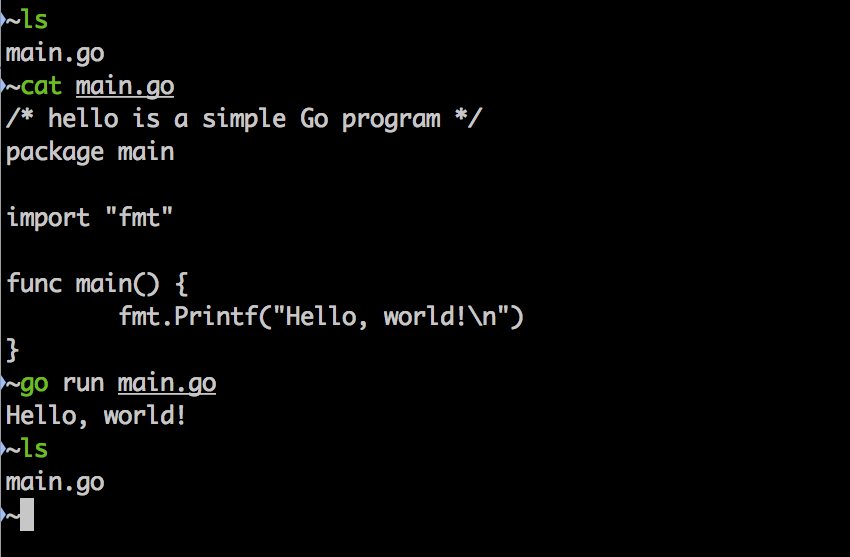 ~ls
main.go
~cat main.go
/* hello is a simple Go program */
package main

import "fmt"

func main() {
        fmt.Printf("Hello, world!\n")
}
~go run main.go
Hello, world!
~ls
main.go
~